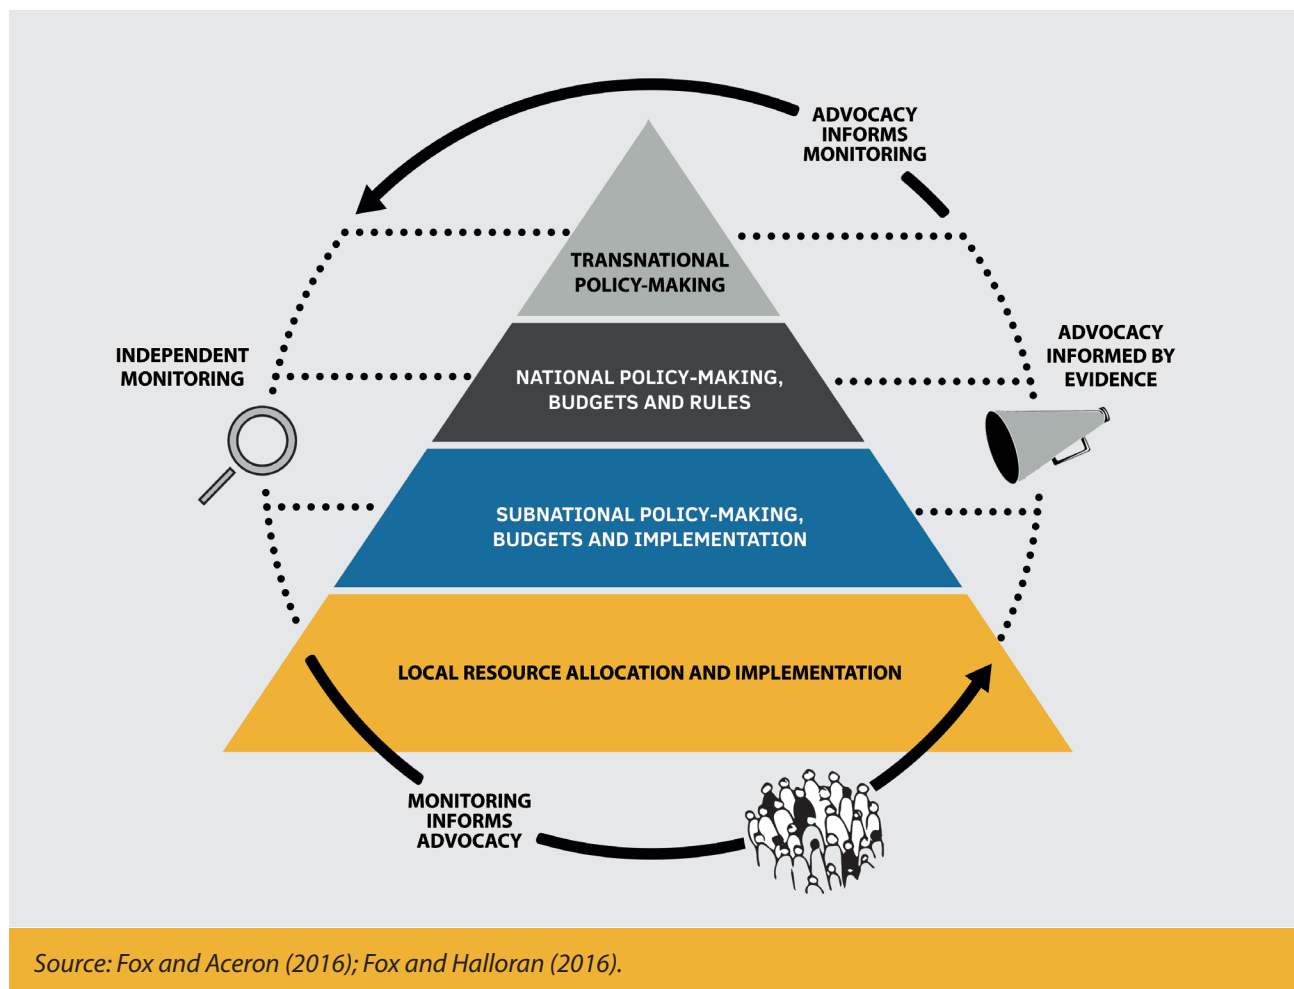 ADVOCACY
INFORMS
MONITORING
TRANSNATIONAL
POLICY-MAKING
INDEPENDENT
MONITORING
ADVOCACY
INFORMED BY
EVIDENCE
NATIONAL POLICY-MAKING,
BUDGETS AND RULES
SUBNATIONAL POLICY-MAKING,
BUDGETS AND IMPLEMENTATION
LOCAL RESOURCE ALLOCATION AND IMPLEMENTATION
MONITORING
INFORMS
ADVOCACY
Source: Fox and Aceron (2016); Fox and Halloran (2016).